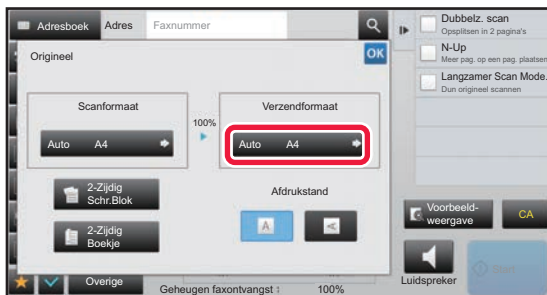 Adresboek Adres Faxnummer
Origineel OK
Scanformaat
Auto A4
100%
Verzendformaat
Auto A4
2-Zijdig
Schr.Blok
2-Zijdig
Boekje
Afdrukstand
A A
Overige
Geheugen faxontvangst : 100%
Dubbelz. scan
Opsplitsen in 2 pagina's
N-Up
Meer pag. op een pag. plaatsen
Langzamer Scan Mode.
Dun origineel scannen
Voorbeeld-
weergave
CA
Luidspreker
Start